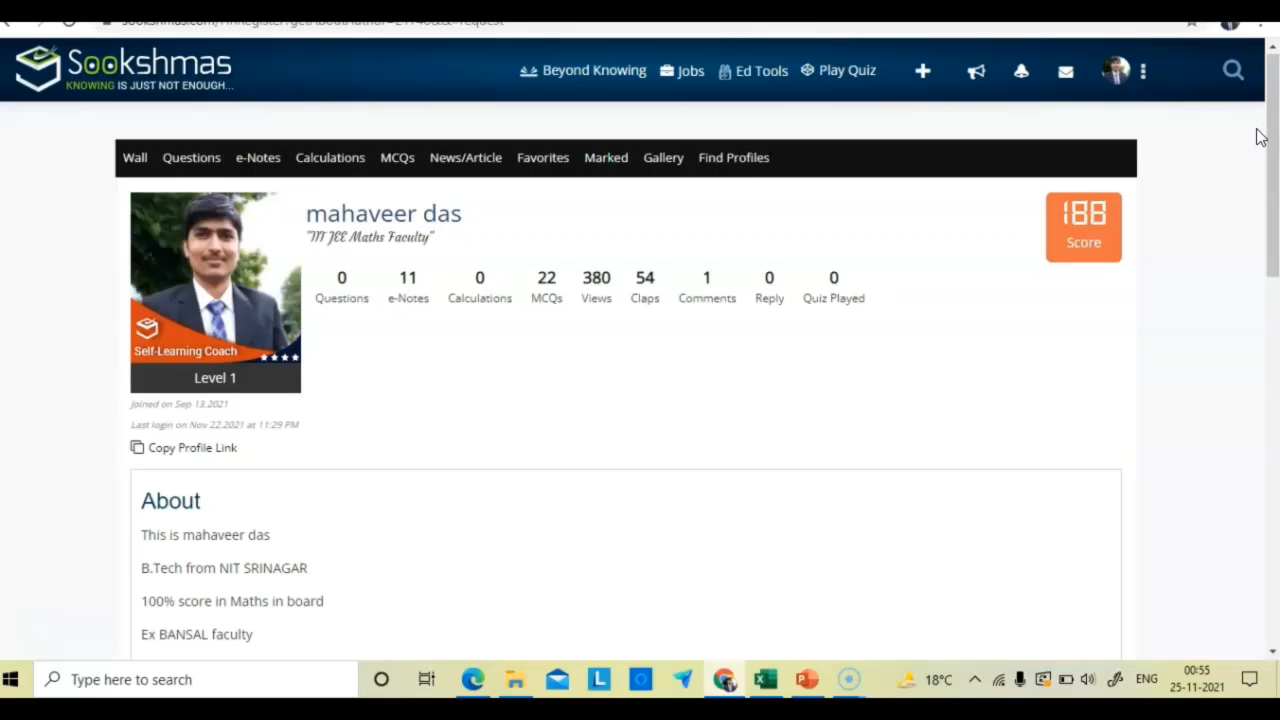 Sookshmas
KNOWING IS JUST NOT ENOUGH...
Beyond Knowing Jobs Ed Tools Play Quiz
Wall Questions e-Notes Calculations MCQs News/Article Favorites Marked Gallery Find Profiles
mahaveer das
"IIT JEE Maths Faculty"
188
Score
0 11 0 22 380 54 1 0 0
Questions e-Notes Calculations MCQs Views Claps Comments Reply Quiz Played
Self-Learning Coach
Level 1
Joined on Sep 13,2021
Last login on Nov 22,2021 at 11:29 PM
Copy Profile Link
About
This is mahaveer das
B.Tech from NIT SRINAGAR
100% score in Maths in board
Ex BANSAL faculty
Type here to search
18°C ENG
00:55
25-11-2021